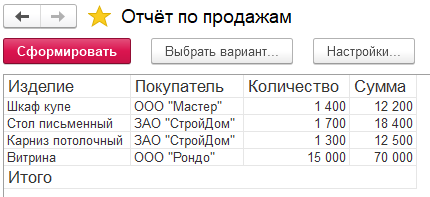 Отчёт по продажам
Сформировать Выбрать вариант... Настройки...
Изделие Покупатель Количество Сумма
Шкаф купе ООО "Мастер" 1 400 12 200
Стол письменный ЗАО "СтройДом" 1 700 18 400
Карниз потолочный ЗАО "СтройДом" 1 300 12 500
Витрина ООО "Рондо" 15 000 70 000
Итого